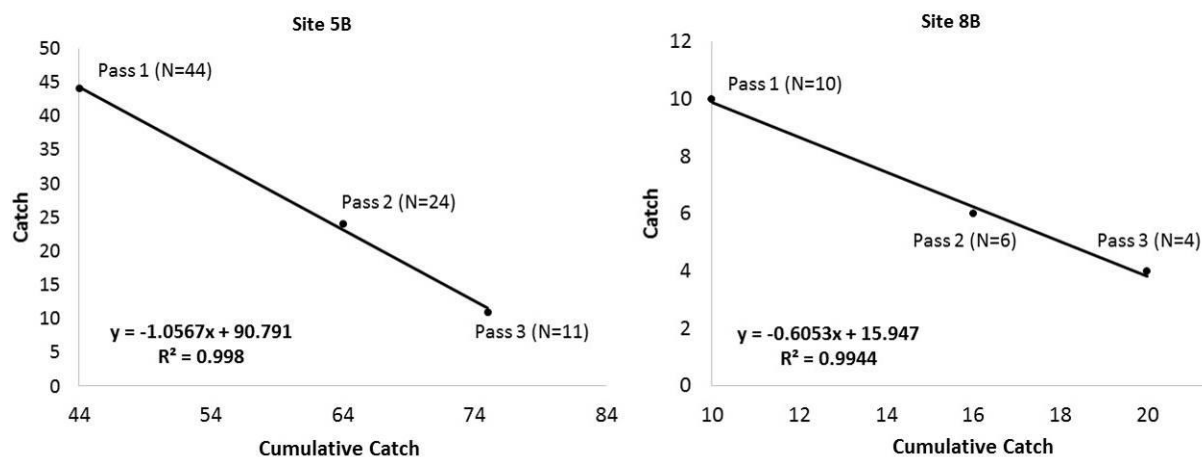 Site 5B
50
45
40
35
30
25
20
15
10
5
0
Catch
Pass 1 (N=44)
Pass 2 (N=24)
Pass 3 (N=11)
y = -1.0567x + 90.791
R² = 0.998
44 54 64 74 84
Cumulative Catch
Site 8B
12
10
8
6
4
2
0
Catch
Pass 1 (N=10)
Pass 2 (N=6)
Pass 3 (N=4)
y = -0.6053x + 15.947
R² = 0.9944
10 12 14 16 18 20
Cumulative Catch